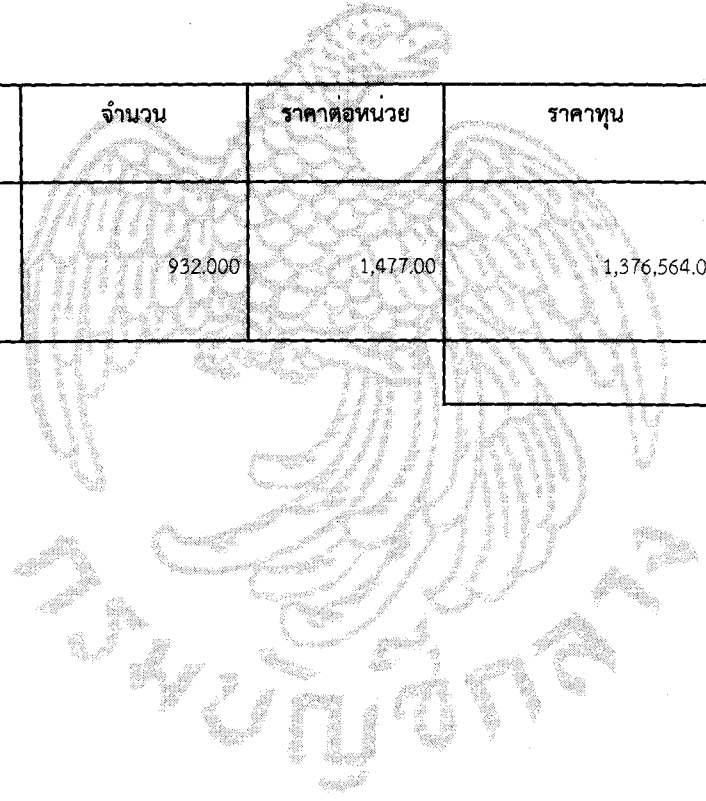 จำนวน ราคาต่อหน่วย ราคาทุน
932.000 1,477.00 1,376,564.0
กรมบัญชีกลาง